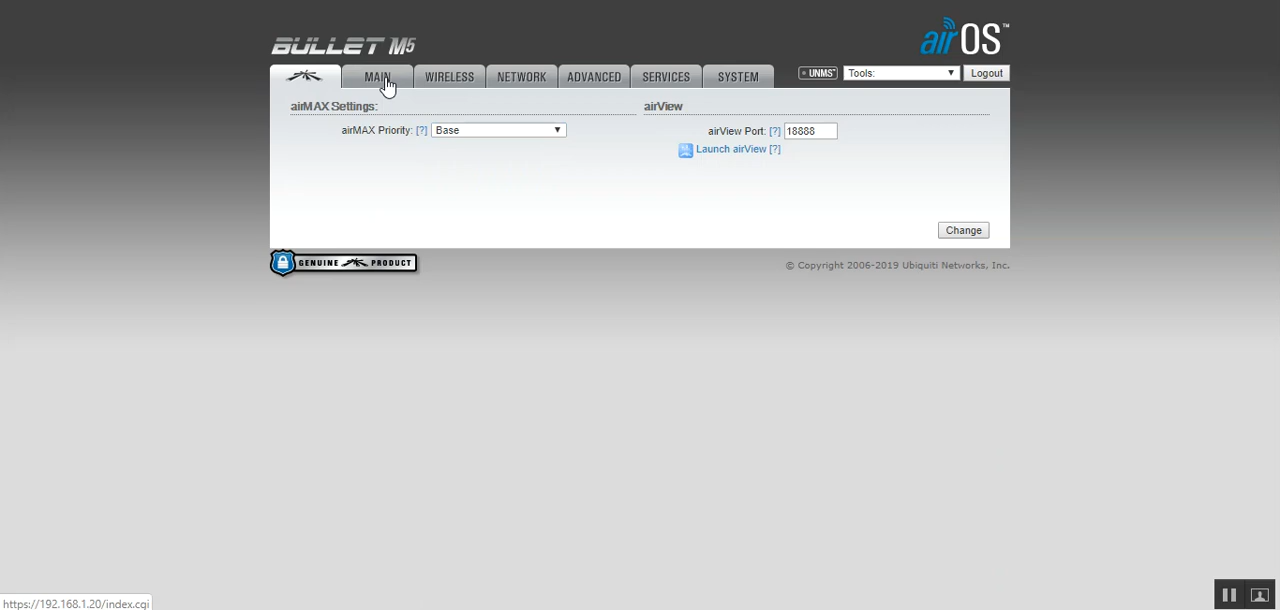 BULLET M5
airOS™
MAIN WIRELESS NETWORK ADVANCED SERVICES SYSTEM UNMS™ Tools: Logout
airMAX Settings: airView
airMAX Priority: [?] Base airView Port: [?] 18888
Launch airView [?]
Change
GENUINE PRODUCT
© Copyright 2006-2019 Ubiquiti Networks, Inc.
https://192.168.1.20/index.cgi